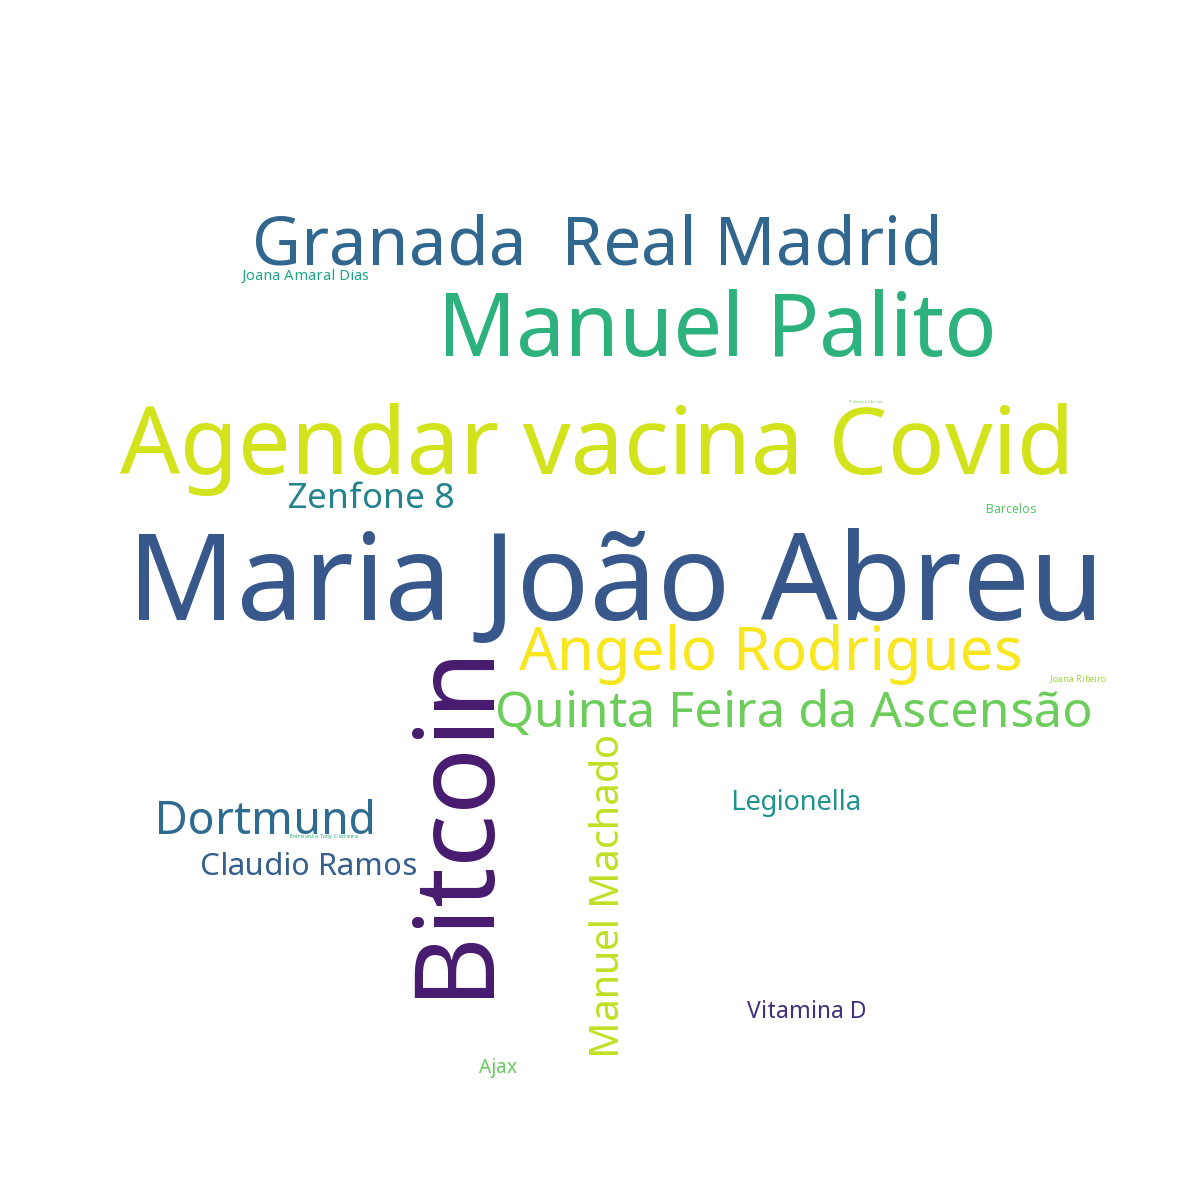 Granada  Real Madrid
Joana Amaral Dias
Manuel Palito
Agendar vacina Covid
Zenfone 8
Barcelos
Maria João Abreu
Angelo Rodrigues
Joana Ribeiro
Bitcoin
Quinta Feira da Ascensão
Manuel Machado
Legionella
Dortmund
Entrevista Tony Carreira
Claudio Ramos
Vitamina D
Ajax